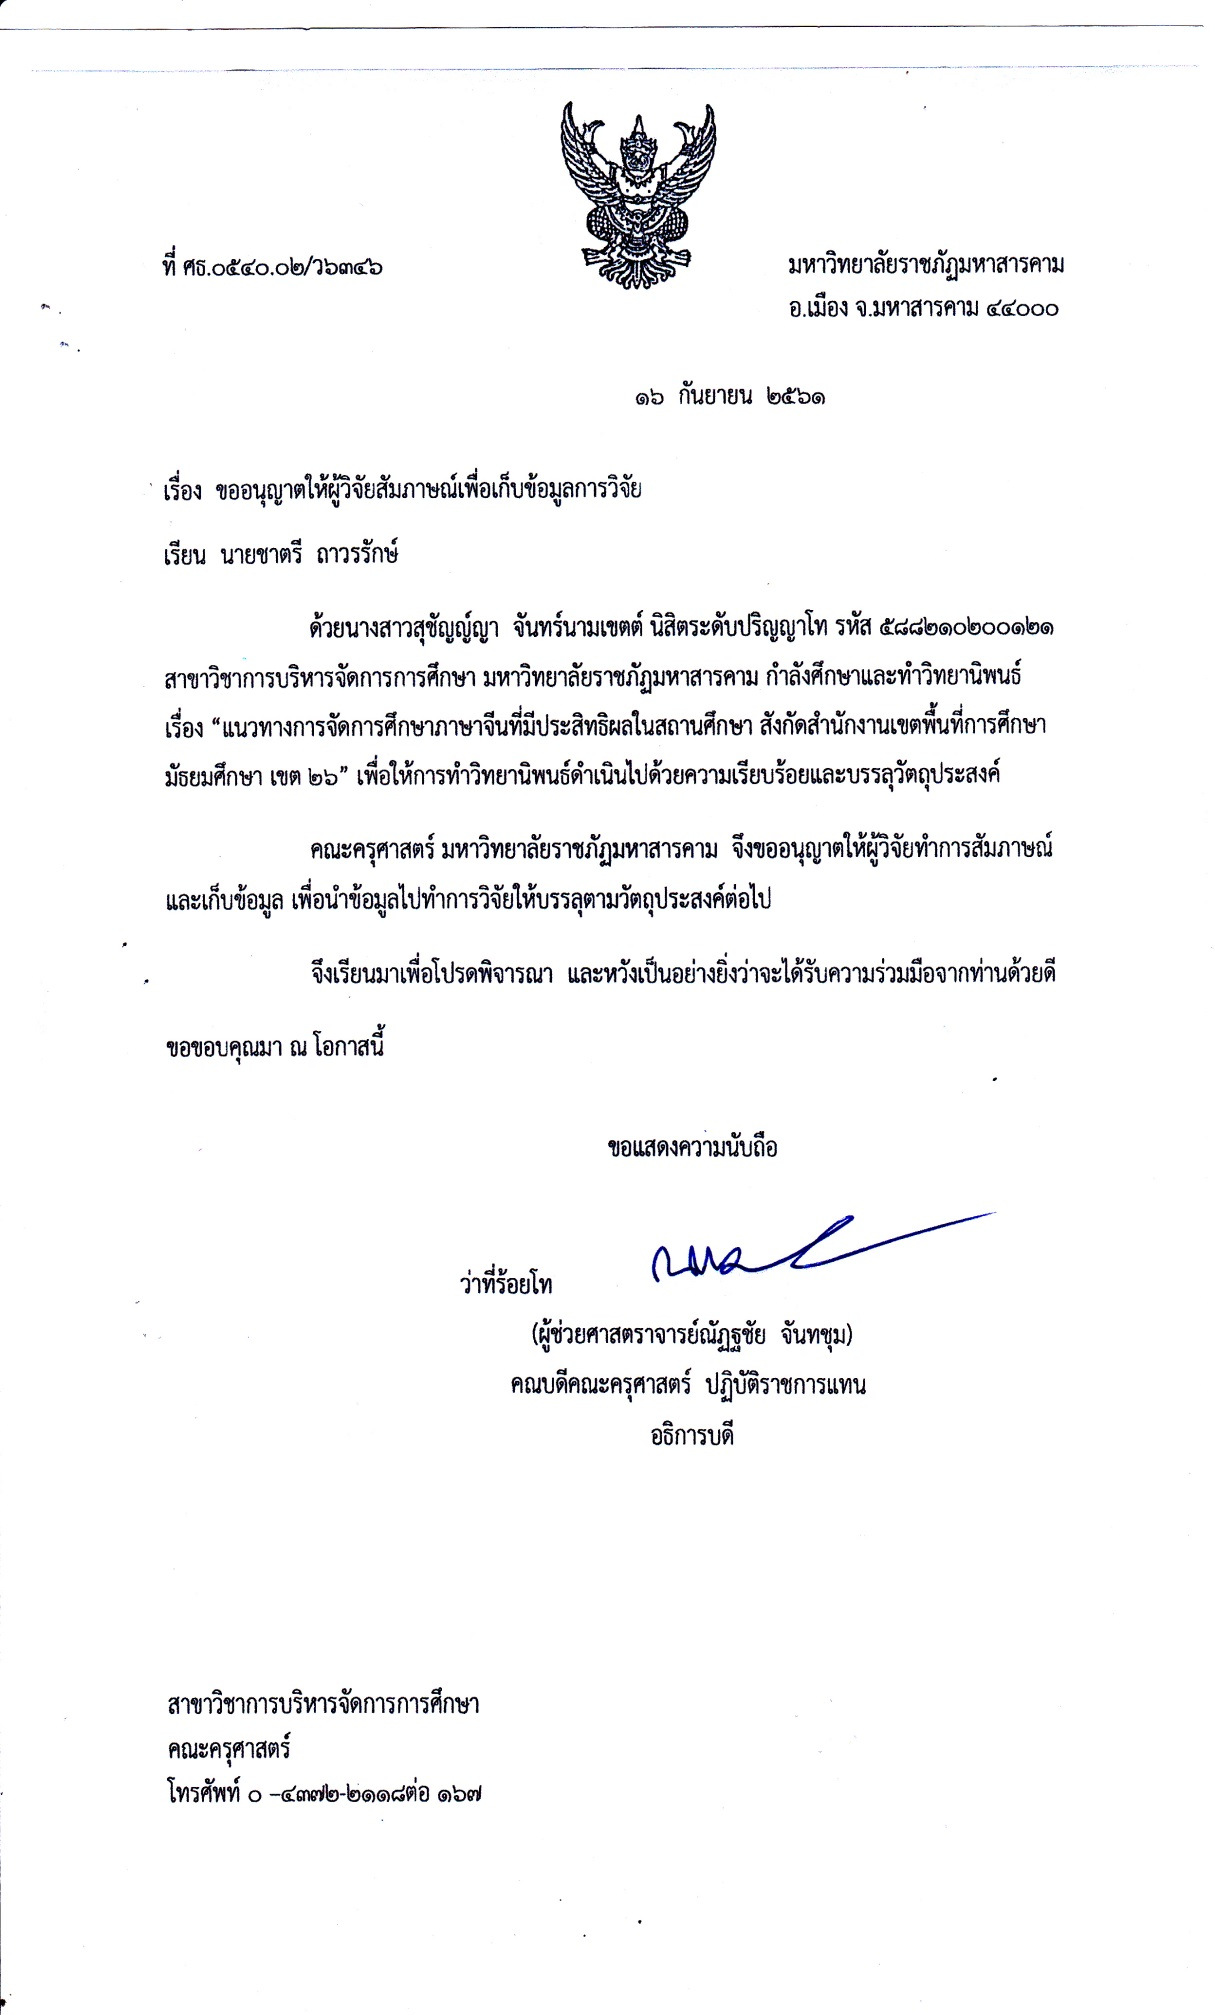 ที่ ศธ.๐๕๔๐.๐๒/ว๖๓๔๖
มหาวิทยาลัยราชภัฏมหาสารคาม
อ.เมือง จ.มหาสารคาม ๔๔๐๐๐
๑๖ กันยายน ๒๕๖๑
เรื่อง ขออนุญาตให้ผู้วิจัยสัมภาษณ์เพื่อเก็บข้อมูลการวิจัย
เรียน นายชาตรี ถาวรรักษ์
ด้วยนางสาวสุชัญญ์ญา จันทร์นามเขตต์ นิสิตระดับปริญญาโท รหัส ๕๘๘๒๑๐๒๐๐๑๒๑
สาขาวิชาการบริหารจัดการการศึกษา มหาวิทยาลัยราชภัฏมหาสารคาม กำลังศึกษาและทำวิทยานิพนธ์
เรื่อง “แนวทางการจัดการศึกษาภาษาจีนที่มีประสิทธิผลในสถานศึกษา สังกัดสำนักงานเขตพื้นที่การศึกษา
มัธยมศึกษา เขต ๒๖” เพื่อให้การทำวิทยานิพนธ์ดำเนินไปด้วยความเรียบร้อยและบรรลุวัตถุประสงค์
คณะครุศาสตร์ มหาวิทยาลัยราชภัฏมหาสารคาม จึงขออนุญาตให้ผู้วิจัยทำการสัมภาษณ์
และเก็บข้อมูล เพื่อนำข้อมูลไปทำการวิจัยให้บรรลุตามวัตถุประสงค์ต่อไป
จึงเรียนมาเพื่อโปรดพิจารณา และหวังเป็นอย่างยิ่งว่าจะได้รับความร่วมมือจากท่านด้วยดี
ขอขอบคุณมา ณ โอกาสนี้
ขอแสดงความนับถือ
ว่าที่ร้อยโท
(ผู้ช่วยศาสตราจารย์ณัฏฐชัย จันทชุม)
คณบดีคณะครุศาสตร์ ปฏิบัติราชการแทน
อธิการบดี
สาขาวิชาการบริหารจัดการการศึกษา
คณะครุศาสตร์
โทรศัพท์ ๐ –๔๓๗๒-๒๑๑๘ต่อ ๑๖๗